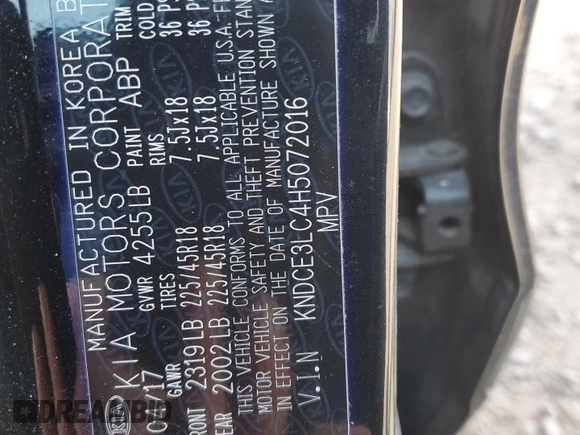 MANUFACTURED IN KOREA B
KIA MOTORS CORPORAT
/17 GVWR 4255LB PAINT ABP TRIM
GAWR TIRES RIMS COLD
RONT 2319LB 225/45R18 7.5Jx18 36 P
EAR 2002LB 225/45R18 7.5Jx18 36 P
THIS VEHICLE CONFORMS TO ALL APPLICABLE U.S.A. F
MOTOR VEHICLE SAFETY AND THEFT PREVENTION STAN
IN EFFECT ON THE DATE OF MANUFACTURE SHOWN A
V.I.N KNDCE3LC4H5072016
MPV
DREAMBID